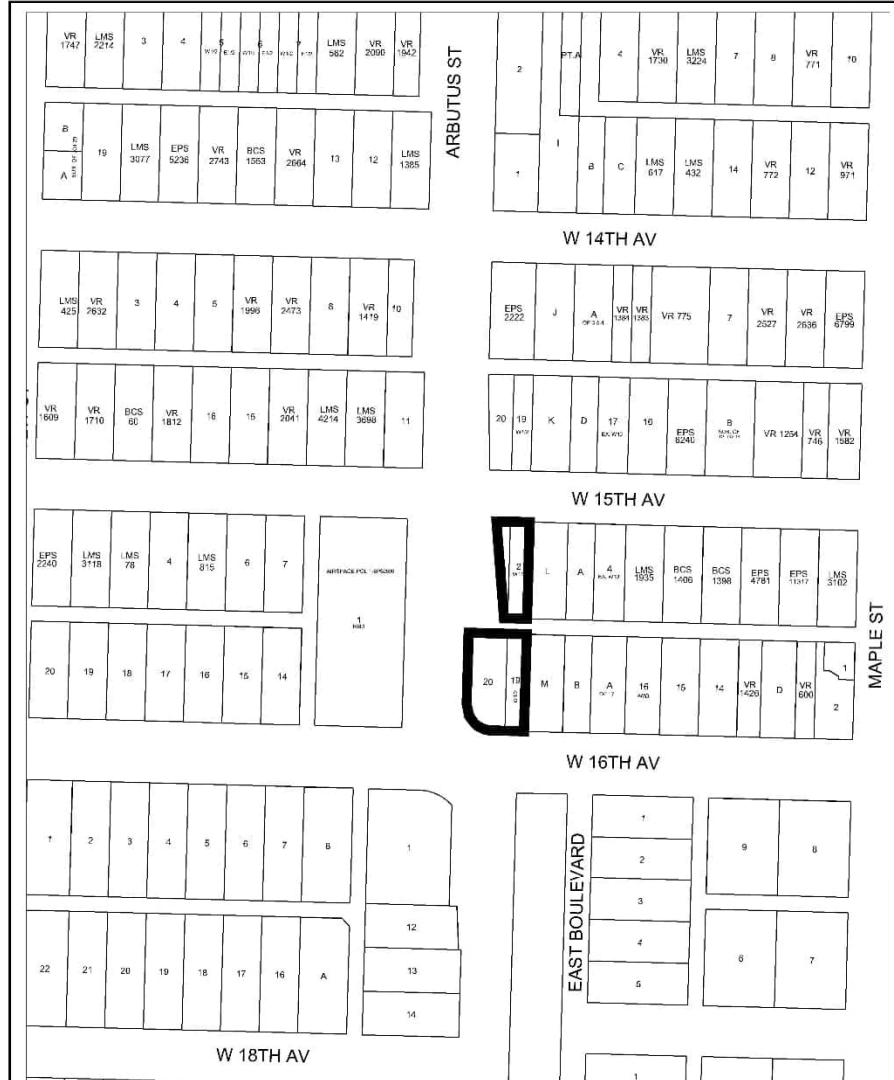 VR
1747
LMS
2214
3
4
5
6
7
LMS
582
VR
2090
VR
1942
ARBUTUS ST
2
PT.A
4
VR
1730
LMS
3224
7
8
VR
771
10
B
A
19
LMS
3077
EPS
5236
VR
2743
BCS
1563
VR
2664
13
12
LMS
1385
1
I
B
C
LMS
617
LMS
432
14
VR
772
12
VR
971
W 14TH AV
LMS
425
VR
2632
3
4
5
VR
1996
VR
2473
8
VR
1419
10
EPS
2222
J
A
VR
1384
VR
1383
VR 775
7
VR
2527
VR
2636
EPS
6799
VR
1609
VR
1710
BCS
60
VR
1812
16
15
VR
2041
LMS
4214
LMS
3698
11
20
19
K
D
17
16
EPS
6240
B
VR 1254
VR
746
VR
1582
W 15TH AV
EPS
2240
LMS
3118
LMS
78
4
LMS
815
6
7
1
2
L
A
4
LMS
1935
BCS
1406
BCS
1398
EPS
4781
EPS
11317
LMS
3102
MAPLE ST
20
19
18
17
16
15
14
20
19
M
B
A
16
15
14
VR
1426
D
VR
600
1
2
W 16TH AV
1
2
3
4
5
6
7
8
1
EAST BOULEVARD
1
2
3
4
5
9
8
6
7
12
13
14
22
21
20
19
18
17
16
A
W 18TH AV
1